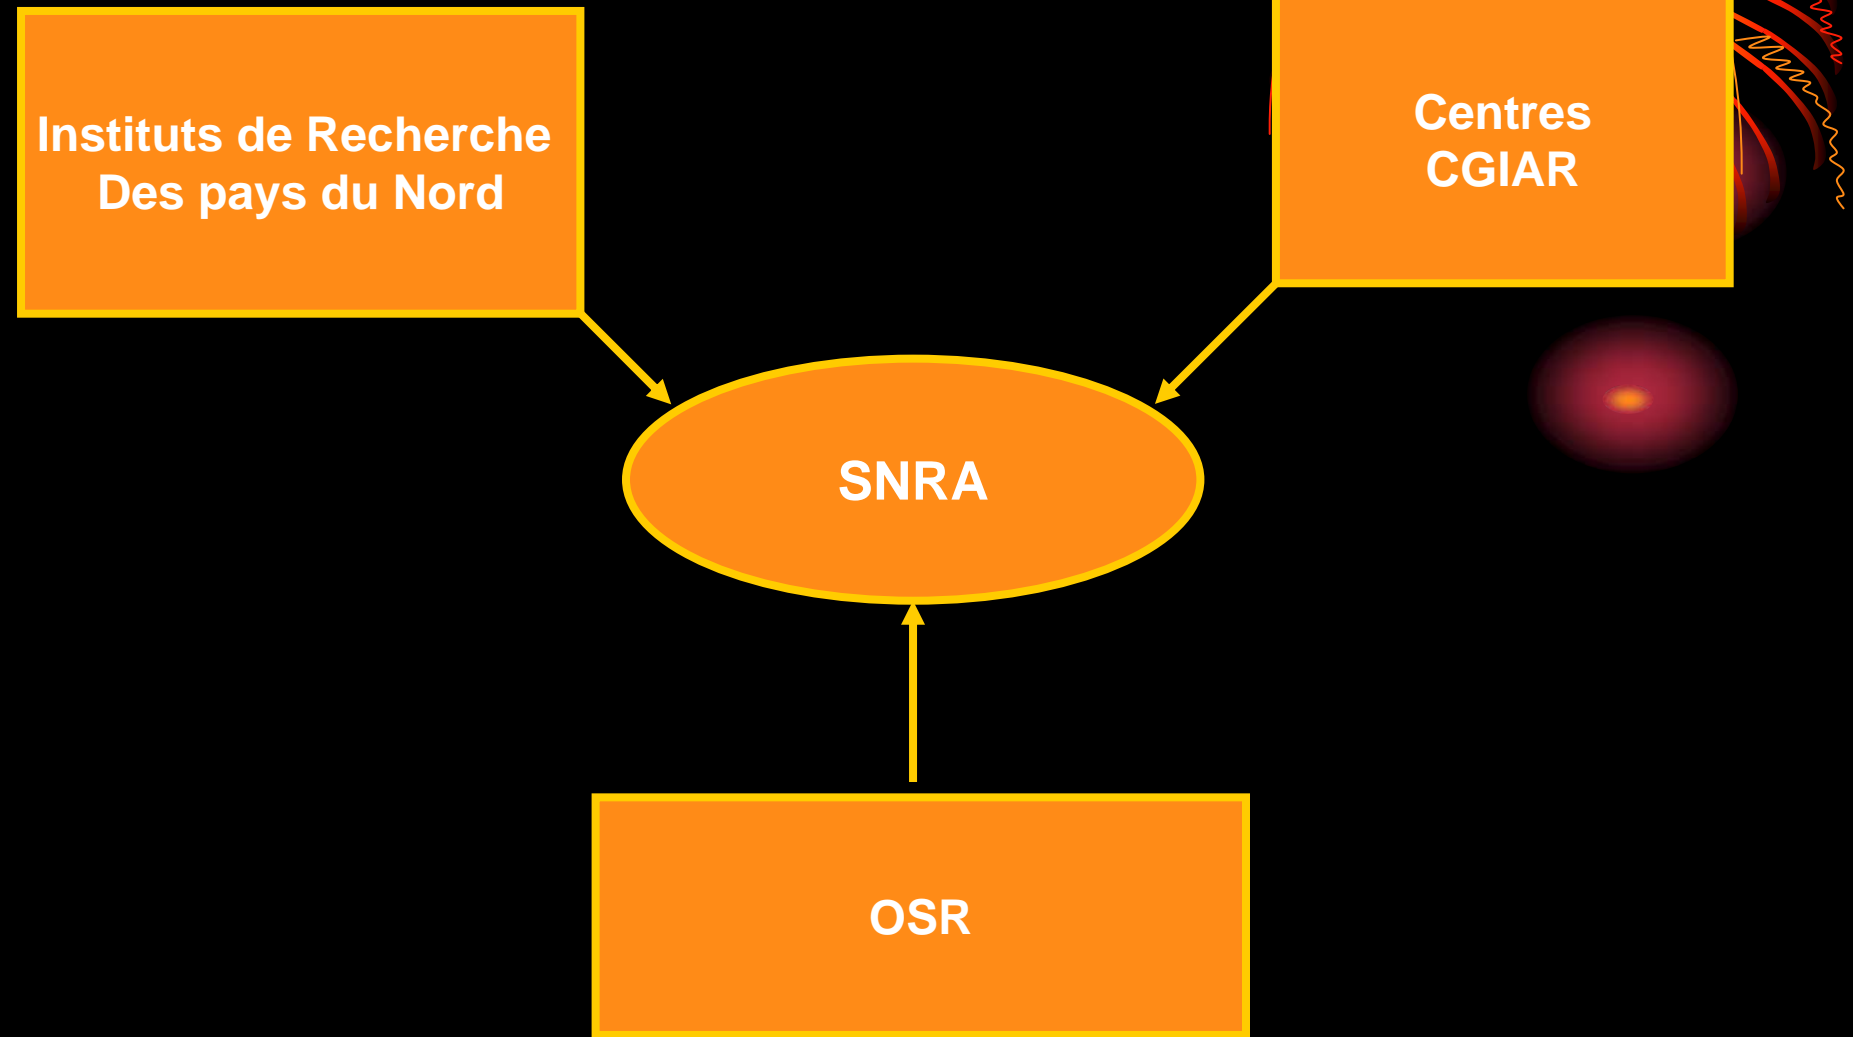 Instituts de Recherche
Des pays du Nord
Centres
CGIAR
SNRA
OSR